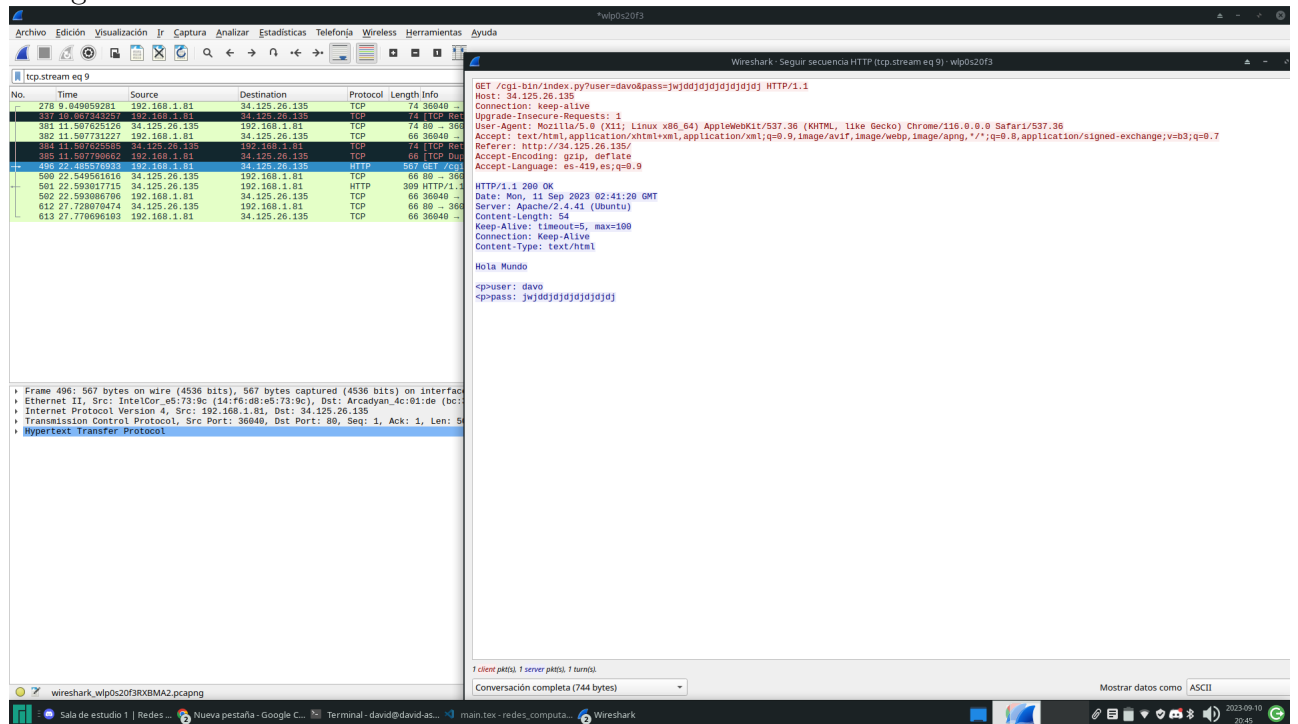 *wlp0s20f3
Archivo Edición Visualización Ir Captura Analizar Estadísticas Telefonía Wireless Herramientas Ayuda
tcp.stream eq 9
No. Time Source Destination Protocol Length Info
278 9.049059281 192.168.1.81 34.125.26.135 TCP 74 36040 →
337 10.067343257 192.168.1.81 34.125.26.135 TCP 74 [TCP Ret
381 11.507625126 34.125.26.135 192.168.1.81 TCP 74 80 → 360
382 11.507731227 192.168.1.81 34.125.26.135 TCP 66 36040 →
384 11.507625585 34.125.26.135 192.168.1.81 TCP 74 [TCP Ret
385 11.507790662 192.168.1.81 34.125.26.135 TCP 66 [TCP Dup
496 22.485576933 192.168.1.81 34.125.26.135 HTTP 567 GET /cgi
500 22.549561616 34.125.26.135 192.168.1.81 TCP 66 80 → 360
501 22.593017715 34.125.26.135 192.168.1.81 HTTP 309 HTTP/1.1
502 22.593086706 192.168.1.81 34.125.26.135 TCP 66 36040 →
612 27.728070474 34.125.26.135 192.168.1.81 TCP 66 80 → 360
613 27.770696103 192.168.1.81 34.125.26.135 TCP 66 36040 →
Frame 496: 567 bytes on wire (4536 bits), 567 bytes captured (4536 bits) on interface
Ethernet II, Src: IntelCor_e5:73:9c (14:f6:d8:e5:73:9c), Dst: Arcadyan_4c:01:de (bc:
Internet Protocol Version 4, Src: 192.168.1.81, Dst: 34.125.26.135
Transmission Control Protocol, Src Port: 36040, Dst Port: 80, Seq: 1, Ack: 1, Len: 50
Hypertext Transfer Protocol
wireshark_wlp0s20f3RXBMA2.pcapng
Wireshark · Seguir secuencia HTTP (tcp.stream eq 9) · wlp0s20f3
GET /cgi-bin/index.py?user=davo&pass=jwjddjdjdjdjdjdjdj HTTP/1.1
Host: 34.125.26.135
Connection: keep-alive
Upgrade-Insecure-Requests: 1
User-Agent: Mozilla/5.0 (X11; Linux x86_64) AppleWebKit/537.36 (KHTML, like Gecko) Chrome/116.0.0.0 Safari/537.36
Accept: text/html,application/xhtml+xml,application/xml;q=0.9,image/avif,image/webp,image/apng,*/*;q=0.8,application/signed-exchange;v=b3;q=0.7
Referer: http://34.125.26.135/
Accept-Encoding: gzip, deflate
Accept-Language: es-419,es;q=0.9
HTTP/1.1 200 OK
Date: Mon, 11 Sep 2023 02:41:20 GMT
Server: Apache/2.4.41 (Ubuntu)
Content-Length: 54
Keep-Alive: timeout=5, max=100
Connection: Keep-Alive
Content-Type: text/html
Hola Mundo
<p>user: davo
<p>pass: jwjddjdjdjdjdjdjdj
1 client pkt(s), 1 server pkt(s), 1 turn(s).
Conversación completa (744 bytes)
Mostrar datos como ASCII
Sala de estudio 1 | Redes ... Nueva pestaña - Google C... Terminal - david@david-as... main.tex - redes_computa... Wireshark
2023-09-10
20:45